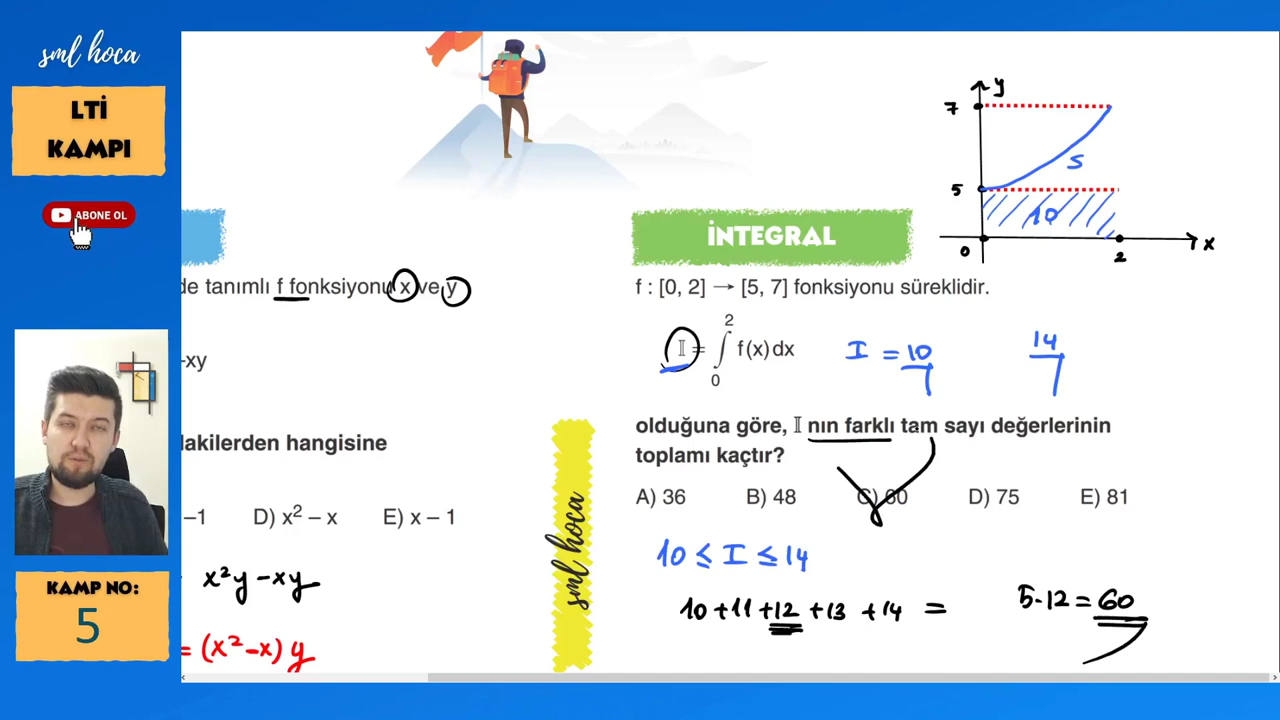 sml hoca
LTİ
KAMPI
ABONE OL
KAMP NO:
5
de tanımlı f fonksiyonu x ve y
-xy
lakilerden hangisine
–1 D) x² – x E) x – 1
x²y – xy
= (x² – x) y
sml hoca
y
7
5
S
10
0
2
x
İNTEGRAL
f : [0, 2] → [5, 7] fonksiyonu süreklidir.
I = ∫₀² f(x) dx I = 10 14
olduğuna göre, I nın farklı tam sayı değerlerinin
toplamı kaçtır?
A) 36 B) 48 C) 60 D) 75 E) 81
10 ≤ I ≤ 14
10 + 11 + 12 + 13 + 14 = 5·12 = 60